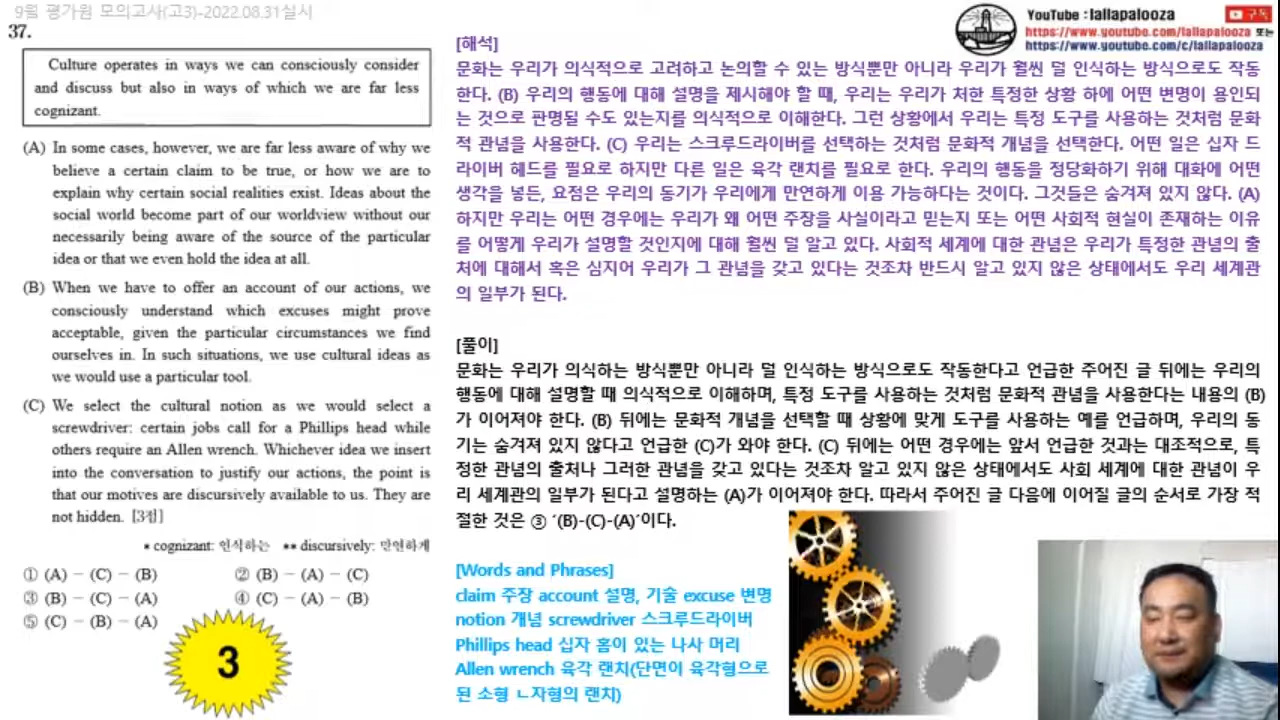 9월 평가원 모의고사(고3)-2022.08.31실시
37.
Culture operates in ways we can consciously consider
and discuss but also in ways of which we are far less
cognizant.
(A) In some cases, however, we are far less aware of why we
believe a certain claim to be true, or how we are to
explain why certain social realities exist. Ideas about the
social world become part of our worldview without our
necessarily being aware of the source of the particular
idea or that we even hold the idea at all.
(B) When we have to offer an account of our actions, we
consciously understand which excuses might prove
acceptable, given the particular circumstances we find
ourselves in. In such situations, we use cultural ideas as
we would use a particular tool.
(C) We select the cultural notion as we would select a
screwdriver: certain jobs call for a Phillips head while
others require an Allen wrench. Whichever idea we insert
into the conversation to justify our actions, the point is
that our motives are discursively available to us. They are
not hidden. [3점]
* cognizant: 인식하는 ** discursively: 만연하게
① (A) - (C) - (B) ② (B) - (A) - (C)
③ (B) - (C) - (A) ④ (C) - (A) - (B)
⑤ (C) - (B) - (A)
3
YouTube : lallapalooza 구독
https://www.youtube.com/lallapalooza 또는
https://www.youtube.com/c/lallapalooza
[해석]
문화는 우리가 의식적으로 고려하고 논의할 수 있는 방식뿐만 아니라 우리가 훨씬 덜 인식하는 방식으로도 작동
한다. (B) 우리의 행동에 대해 설명을 제시해야 할 때, 우리는 우리가 처한 특정한 상황 하에 어떤 변명이 용인되
는 것으로 판명될 수도 있는지를 의식적으로 이해한다. 그런 상황에서 우리는 특정 도구를 사용하는 것처럼 문화
적 관념을 사용한다. (C) 우리는 스크루드라이버를 선택하는 것처럼 문화적 개념을 선택한다. 어떤 일은 십자 드
라이버 헤드를 필요로 하지만 다른 일은 육각 랜치를 필요로 한다. 우리의 행동을 정당화하기 위해 대화에 어떤
생각을 넣든, 요점은 우리의 동기가 우리에게 만연하게 이용 가능하다는 것이다. 그것들은 숨겨져 있지 않다. (A)
하지만 우리는 어떤 경우에는 우리가 왜 어떤 주장을 사실이라고 믿는지 또는 어떤 사회적 현실이 존재하는 이유
를 어떻게 우리가 설명할 것인지에 대해 훨씬 덜 알고 있다. 사회적 세계에 대한 관념은 우리가 특정한 관념의 출
처에 대해서 혹은 심지어 우리가 그 관념을 갖고 있다는 것조차 반드시 알고 있지 않은 상태에서도 우리 세계관
의 일부가 된다.
[풀이]
문화는 우리가 의식하는 방식뿐만 아니라 덜 인식하는 방식으로도 작동한다고 언급한 주어진 글 뒤에는 우리의
행동에 대해 설명할 때 의식적으로 이해하며, 특정 도구를 사용하는 것처럼 문화적 관념을 사용한다는 내용의 (B)
가 이어져야 한다. (B) 뒤에는 문화적 개념을 선택할 때 상황에 맞게 도구를 사용하는 예를 언급하며, 우리의 동
기는 숨겨져 있지 않다고 언급한 (C)가 와야 한다. (C) 뒤에는 어떤 경우에는 앞서 언급한 것과는 대조적으로, 특
정한 관념의 출처나 그러한 관념을 갖고 있다는 것조차 알고 있지 않은 상태에서도 사회 세계에 대한 관념이 우
리 세계관의 일부가 된다고 설명하는 (A)가 이어져야 한다. 따라서 주어진 글 다음에 이어질 글의 순서로 가장 적
절한 것은 ③ '(B)-(C)-(A)'이다.
[Words and Phrases]
claim 주장 account 설명, 기술 excuse 변명
notion 개념 screwdriver 스크루드라이버
Phillips head 십자 홈이 있는 나사 머리
Allen wrench 육각 랜치(단면이 육각형으로
된 소형 ㄴ자형의 랜치)